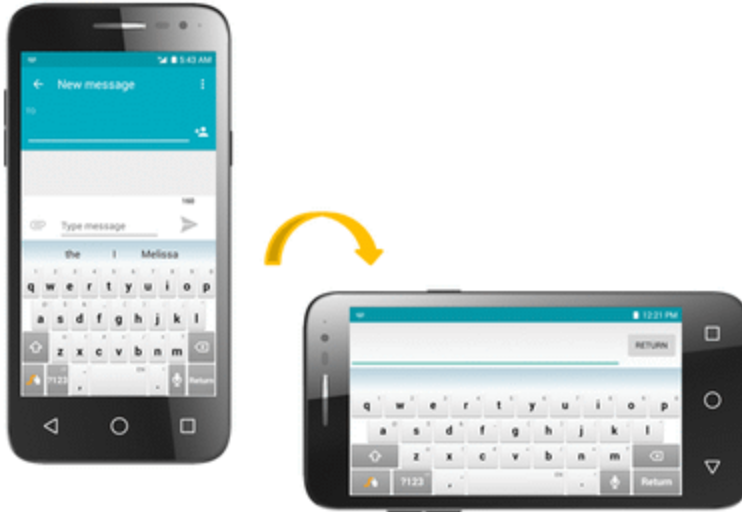 5:43 AM
New message
TO
160
Type message
the I Melissa
q w e r t y u i o p
a s d f g h j k l
z x c v b n m
?123 , . Return
12:21 PM
RETURN
q w e r t y u i o p
a s d f g h j k l
z x c v b n m
?123 , . Return